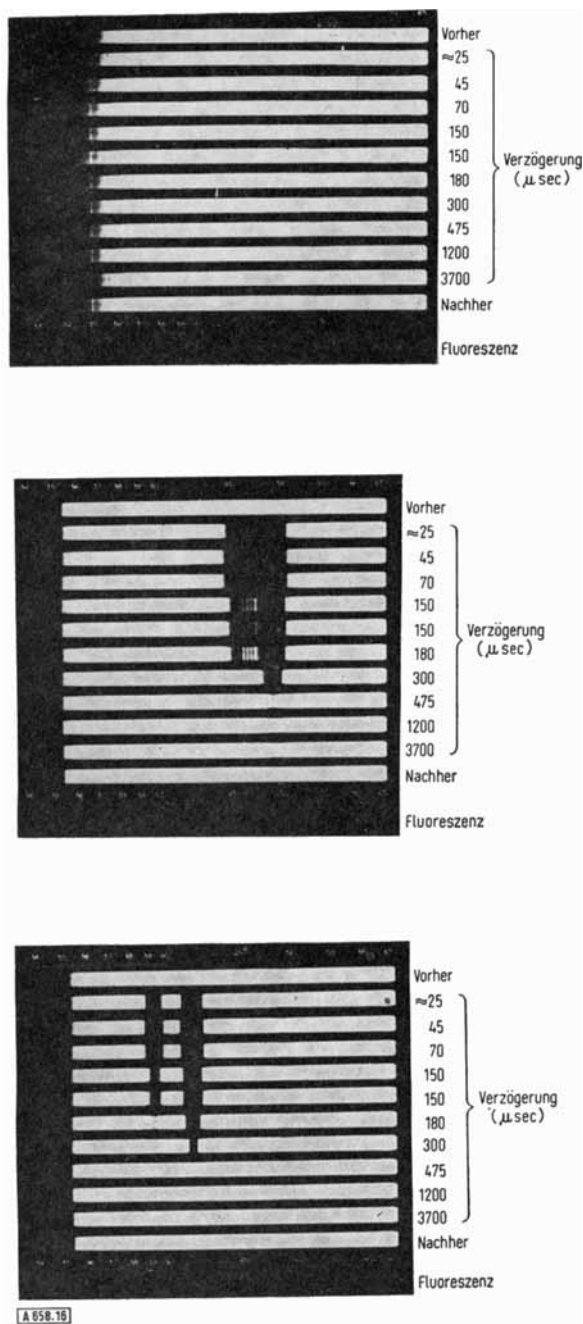 Vorher
≈25
45
70
150
150
180
300
475
1200
3700
Nachher
Verzögerung
(μsec)
Fluoreszenz
Vorher
≈25
45
70
150
150
180
300
475
1200
3700
Nachher
Verzögerung
(μsec)
Fluoreszenz
Vorher
≈25
45
70
150
150
180
300
475
1200
3700
Nachher
Verzögerung
(μsec)
Fluoreszenz
A 658.16